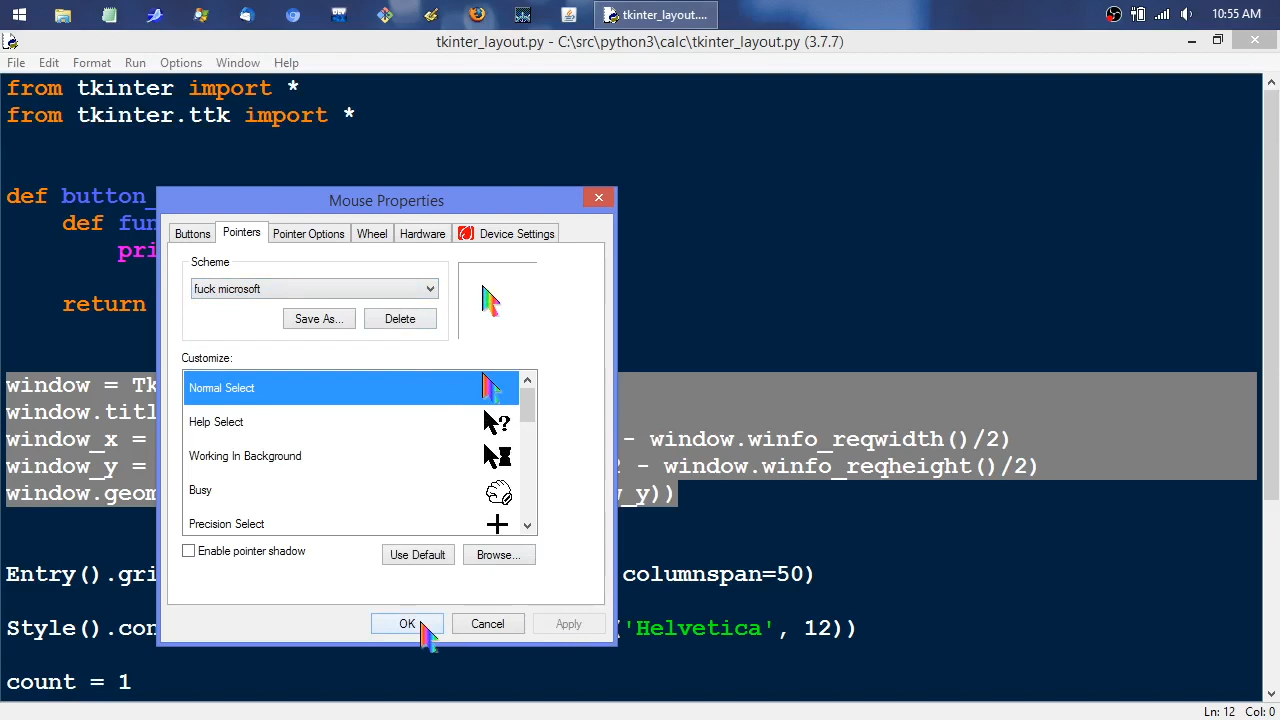 tkinter_layout....
10:55 AM
tkinter_layout.py - C:\src\python3\calc\tkinter_layout.py (3.7.7)
File Edit Format Run Options Window Help
from tkinter import *
from tkinter.ttk import *
def button_
def fun
pri
return
Mouse Properties
Buttons Pointers Pointer Options Wheel Hardware Device Settings
Scheme
fuck microsoft
Save As... Delete
Customize:
Normal Select
Help Select
Working In Background
Busy
Precision Select
Enable pointer shadow Use Default Browse...
OK Cancel Apply
window = Tk
window.titl
window_x = - window.winfo_reqwidth()/2)
window_y = 2 - window.winfo_reqheight()/2)
window.geom _y))
Entry().gri columnspan=50)
Style().con ('Helvetica', 12))
count = 1
Ln: 12 Col: 0